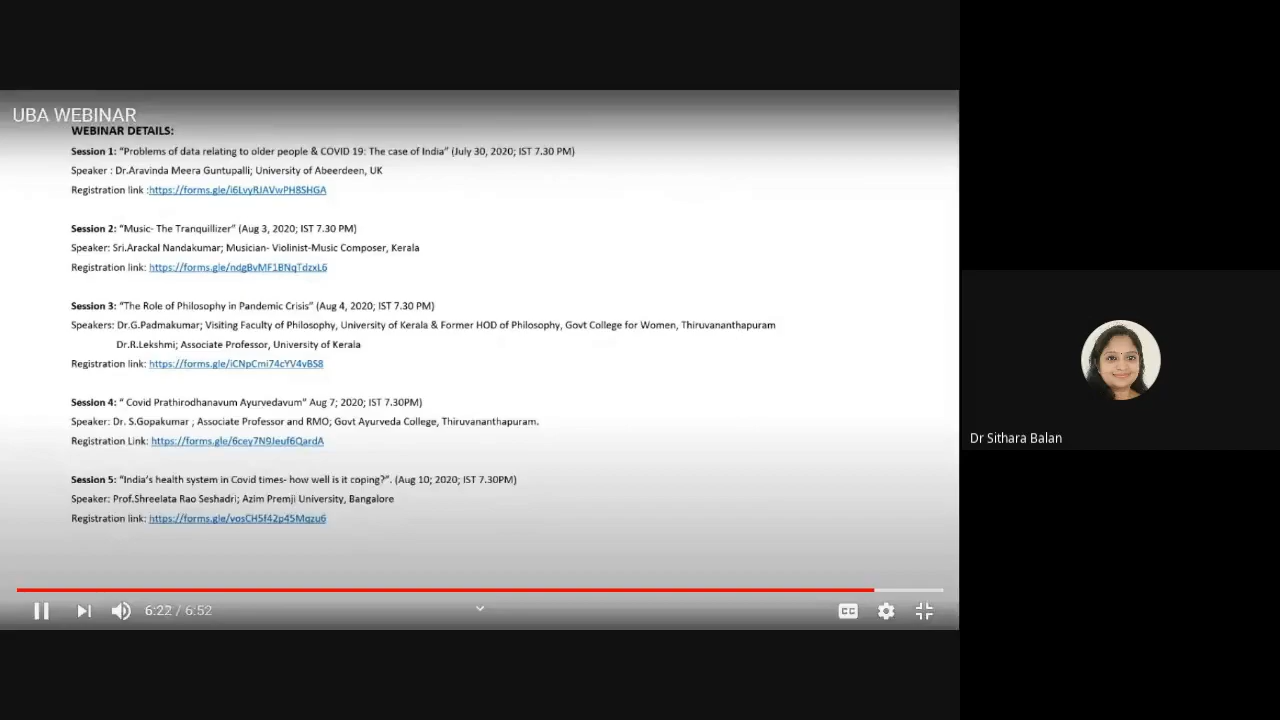 UBA WEBINAR
WEBINAR DETAILS:
Session 1: "Problems of data relating to older people & COVID 19: The case of India" (July 30, 2020; IST 7.30 PM)
Speaker : Dr.Aravinda Meera Guntupalli; University of Abeerdeen, UK
Registration link :https://forms.gle/i6LvyRJAVwPH8SHGA
Session 2: "Music- The Tranquillizer" (Aug 3, 2020; IST 7.30 PM)
Speaker: Sri.Arackal Nandakumar; Musician- Violinist-Music Composer, Kerala
Registration link: https://forms.gle/ndgBvMF1BNqTdzxL6
Session 3: "The Role of Philosophy in Pandemic Crisis" (Aug 4, 2020; IST 7.30 PM)
Speakers: Dr.G.Padmakumar; Visiting Faculty of Philosophy, University of Kerala & Former HOD of Philosophy, Govt College for Women, Thiruvananthapuram
Dr.R.Lekshmi; Associate Professor, University of Kerala
Registration link: https://forms.gle/iCNpCmi74cYV4vBS8
Session 4: " Covid Prathirodhanavum Ayurvedavum" Aug 7; 2020; IST 7.30PM)
Speaker: Dr. S.Gopakumar , Associate Professor and RMO; Govt Ayurveda College, Thiruvananthapuram.
Registration Link: https://forms.gle/6cey7N9Jeuf6QardA
Session 5: "India's health system in Covid times- how well is it coping?". (Aug 10; 2020; IST 7.30PM)
Speaker: Prof.Shreelata Rao Seshadri; Azim Premji University, Bangalore
Registration link: https://forms.gle/vosCH5f42p45Mqzu6
6:22 / 6:52
CC
Dr Sithara Balan